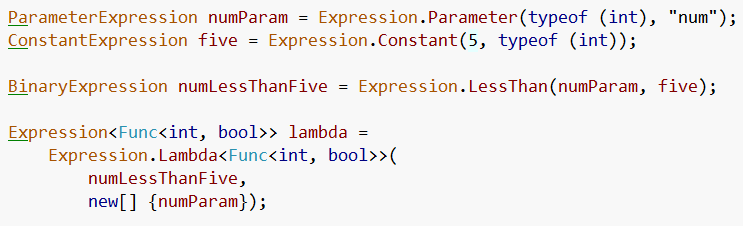 ParameterExpression numParam = Expression.Parameter(typeof (int), "num");
ConstantExpression five = Expression.Constant(5, typeof (int));
BinaryExpression numLessThanFive = Expression.LessThan(numParam, five);
Expression<Func<int, bool>> lambda =
Expression.Lambda<Func<int, bool>>(
numLessThanFive,
new[] {numParam});